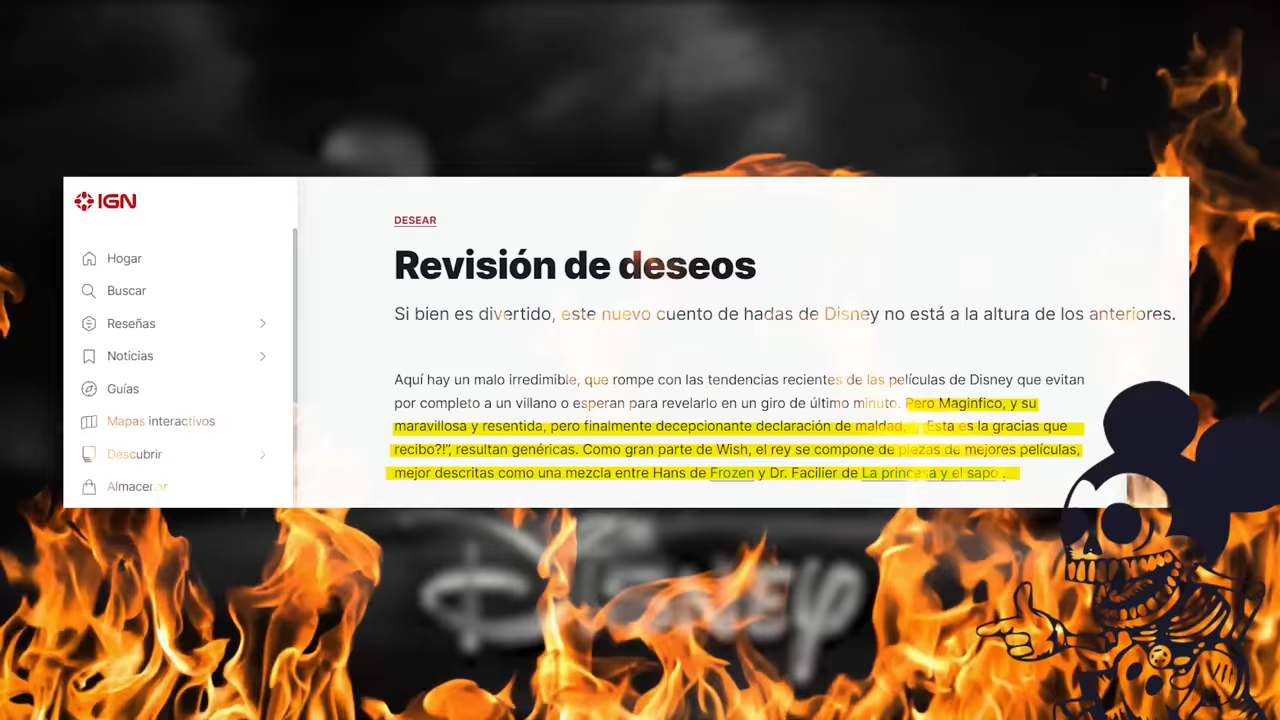 IGN
Hogar
Buscar
Reseñas
Noticias
Guías
Mapas interactivos
Descubrir
Almacenar
DESEAR
Revisión de deseos
Si bien es divertido, este nuevo cuento de hadas de Disney no está a la altura de los anteriores.
Aquí hay un malo irredimible, que rompe con las tendencias recientes de las películas de Disney que evitan
por completo a un villano o esperan para revelarlo en un giro de último minuto. Pero Maginfico, y su
maravillosa y resentida, pero finalmente decepcionante declaración de maldad, "¡Esta es la gracias que
recibo?!", resultan genéricas. Como gran parte de Wish, el rey se compone de piezas de mejores películas,
mejor descritas como una mezcla entre Hans de Frozen y Dr. Facilier de La princesa y el sapo .
Disney